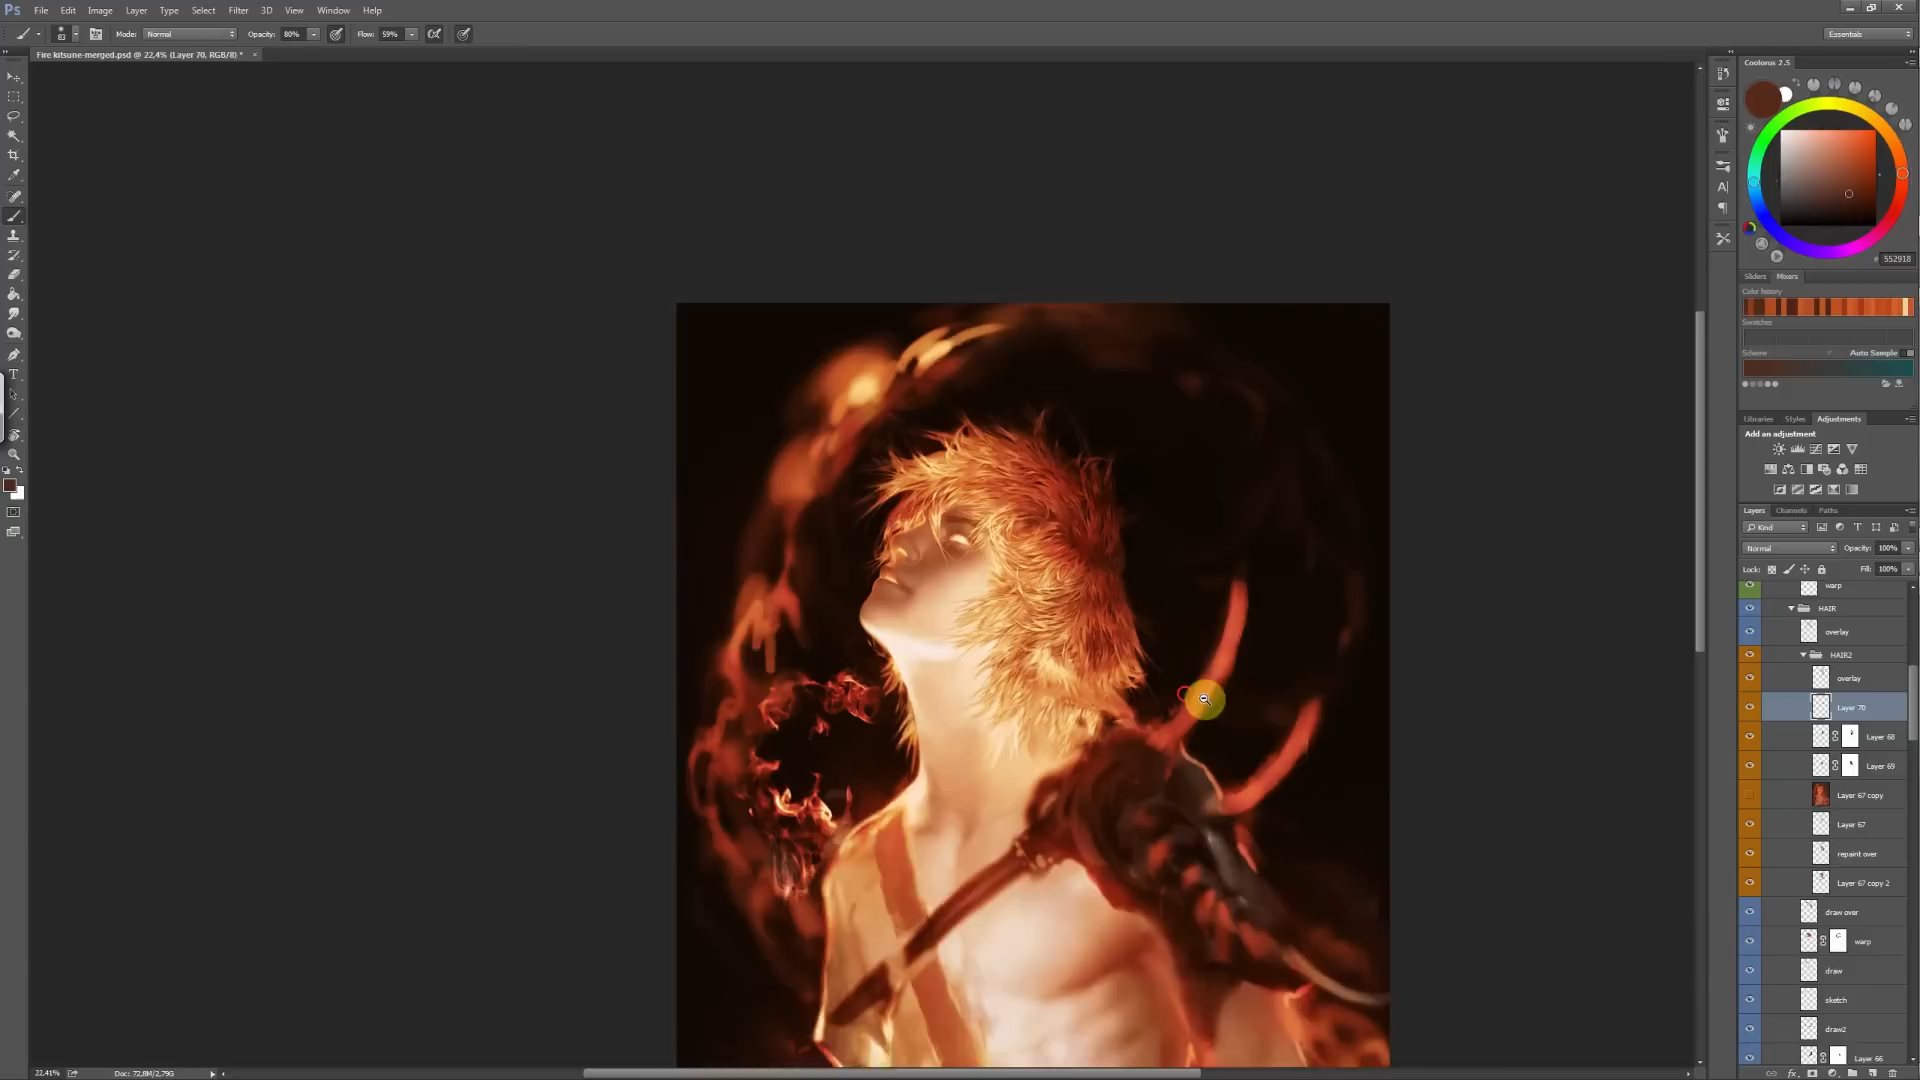 Ps File Edit Image Layer Type Select Filter 3D View Window Help
83 Mode: Normal Opacity: 80% Flow: 59% Essentials
Fire kitsune-merged.psd @ 22,4% (Layer 70, RGB/8) *
Coolorus 2.5
# 552918
Sliders Mixers
Color history
Swatches
Scheme Auto Sample
Libraries Styles Adjustments
Add an adjustment
Layers Channels Paths
Kind
Normal Opacity: 100%
Lock: Fill: 100%
warp
HAIR
overlay
HAIR2
overlay
Layer 70
Layer 68
Layer 69
Layer 67 copy
Layer 67
repaint over
Layer 67 copy 2
draw over
warp
draw
sketch
draw2
Layer 66
22,41% Doc: 72,8M/2,79G